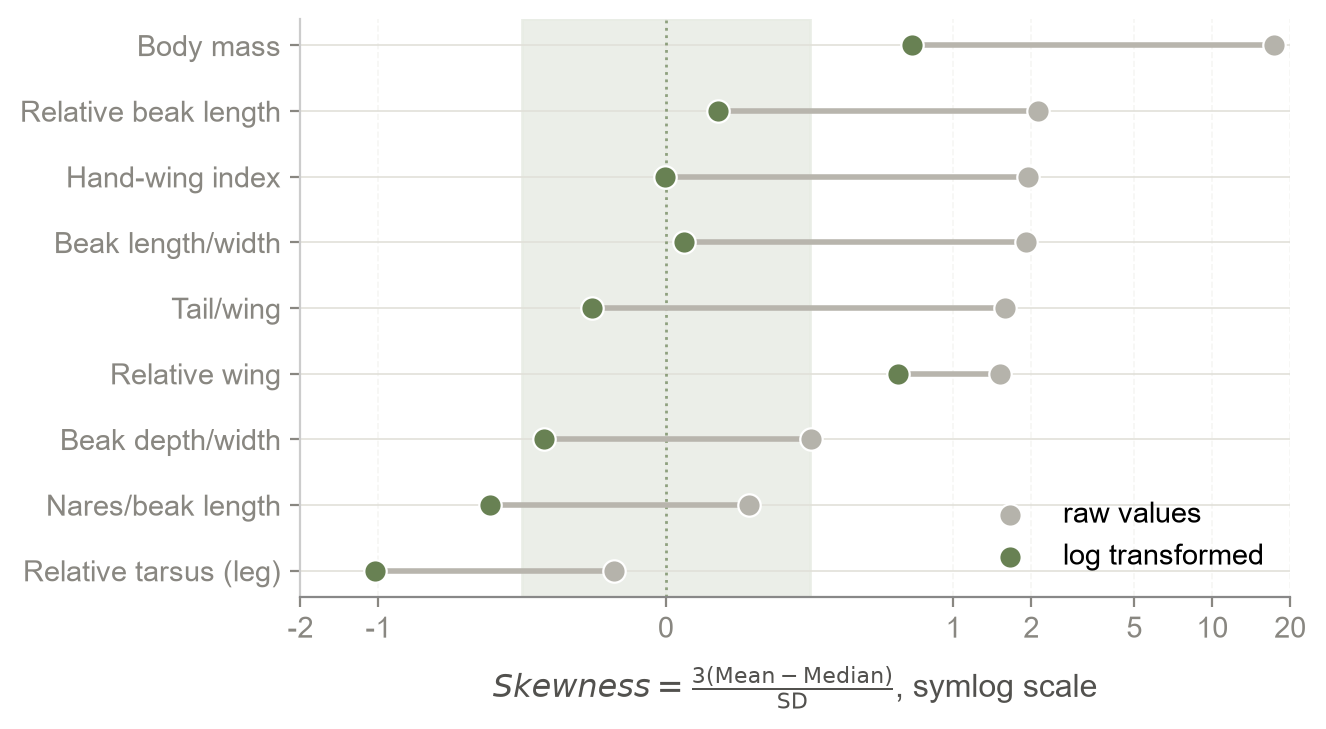 Body mass
Relative beak length
Hand-wing index
Beak length/width
Tail/wing
Relative wing
Beak depth/width
Nares/beak length
Relative tarsus (leg)
raw values
log transformed
-2 -1 0 1 2 5 10 20
Skewness = 3(Mean − Median)/SD, symlog scale